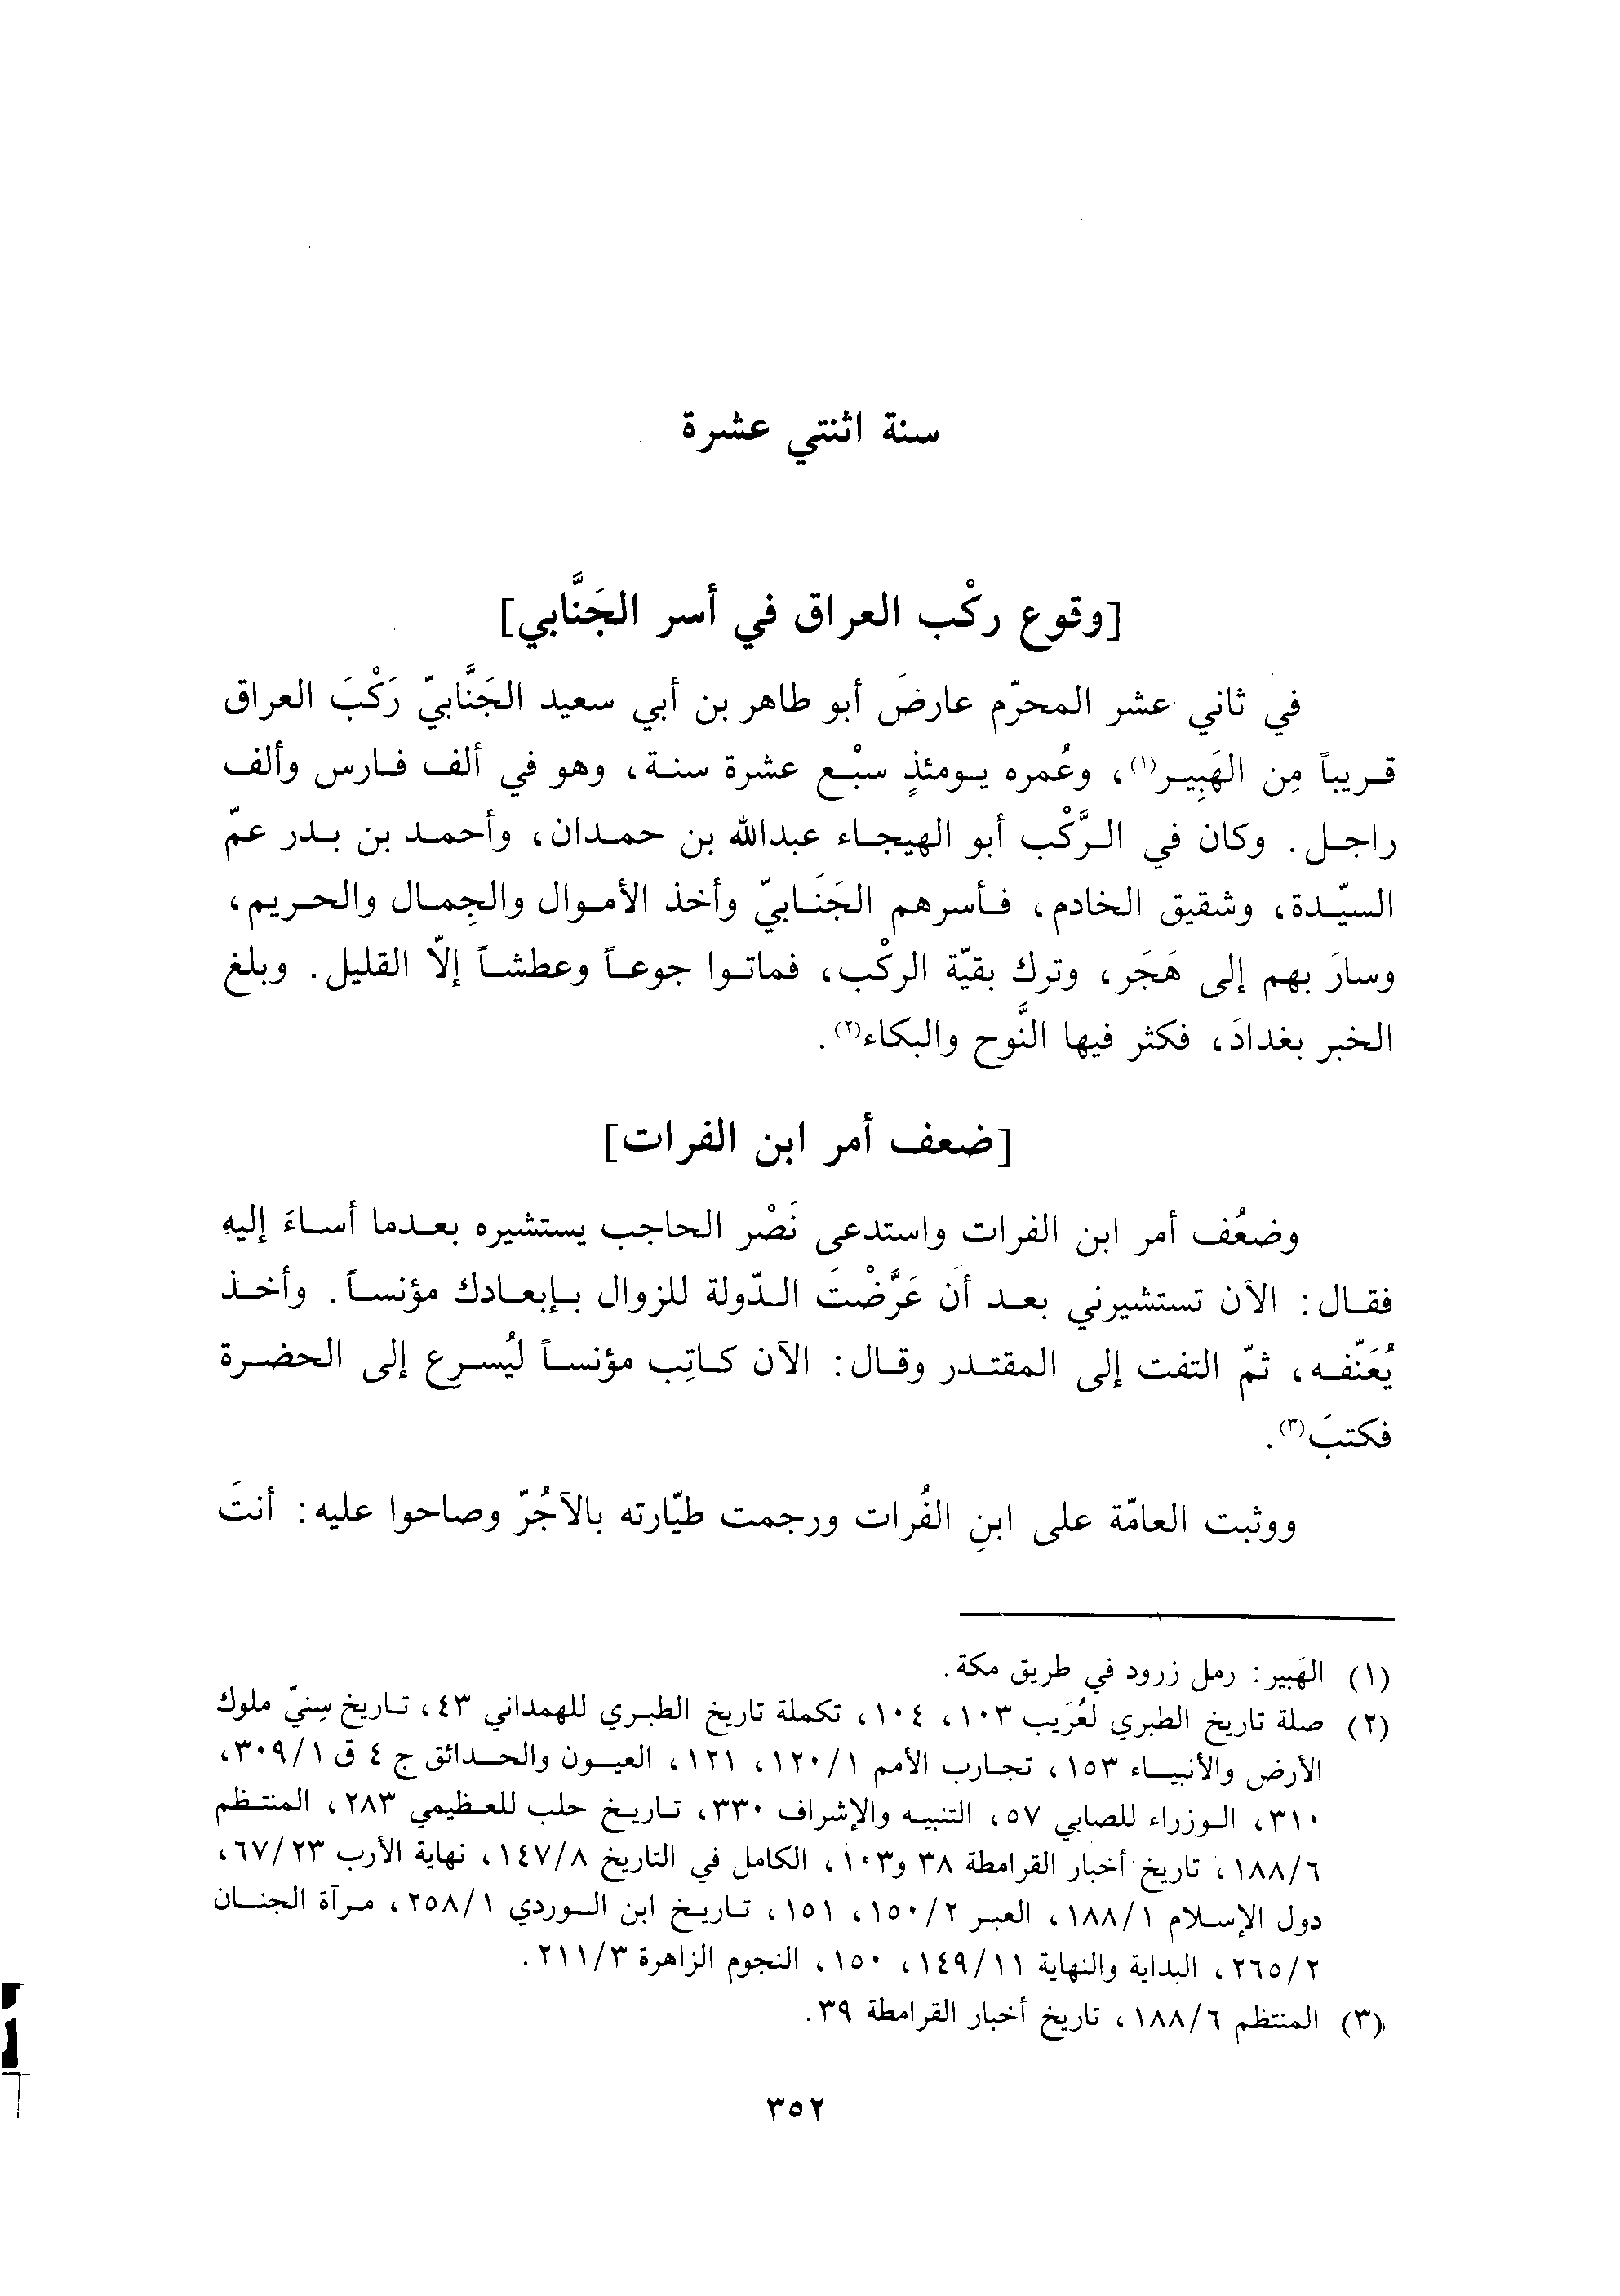 سنة اثنتي عشرة
[وقوع ركْب العراق في أسر الجَنَّابي]
في ثاني عشر المحرّم عارضَ أبو طاهر بن أبي سعيد الجَنَّابيّ رَكْبَ العراق
قريباً مِن الهَبِير⁽¹⁾، وعُمره يومئذٍ سبْع عشرة سنة، وهو في ألف فارس وألف
راجل. وكان في الرَّكْب أبو الهيجاء عبدالله بن حمدان، وأحمد بن بدر عمّ
السيّدة، وشقيق الخادم، فأسرهم الجَنَابيّ وأخذ الأموال والجِمال والحريم،
وسارَ بهم إلى هَجَر، وترك بقيّة الركْب، فماتوا جوعاً وعطشاً إلّا القليل. وبلغ
الخبر بغدادَ، فكثر فيها النَّوح والبكاء⁽٢⁾.
[ضعف أمر ابن الفرات]
وضعُف أمر ابن الفرات واستدعى نَصْر الحاجب يستشيره بعدما أساءَ إليه
فقال: الآن تستشيرني بعد أن عَرَّضْتَ الدّولة للزوال بإبعادك مؤنساً. وأخذ
يُعَنّفه، ثمّ التفت إلى المقتدر وقال: الآن كاتِب مؤنساً ليُسرِع إلى الحضرة
فكتبَ⁽٣⁾.
ووثبت العامّة على ابنِ الفُرات ورجمت طيّارته بالآجُرّ وصاحوا عليه: أنتَ
(١) الهَبير: رمل زرود في طريق مكة.
(٢) صلة تاريخ الطبري لعُرَيب ١٠٣، ١٠٤، تكملة تاريخ الطبري للهمداني ٤٣، تاريخ سِنيّ ملوك
الأرض والأنبياء ١٥٣، تجارب الأمم ١/١٢٠، ١٢١، العيون والحدائق ج ٤ ق ١/٣٠٩،
٣١٠، الوزراء للصابي ٥٧، التنبيه والإشراف ٣٣٠، تاريخ حلب للعظيمي ٢٨٣، المنتظم
٦/١٨٨، تاريخ أخبار القرامطة ٣٨ و١٠٣، الكامل في التاريخ ٨/١٤٧، نهاية الأرب ٢٣/٦٧،
دول الإسلام ١/١٨٨، العبر ٢/١٥٠، ١٥١، تاريخ ابن الوردي ١/٢٥٨، مرآة الجنان
٢/٢٦٥، البداية والنهاية ١١/١٤٩، ١٥٠، النجوم الزاهرة ٣/٢١١.
(٣) المنتظم ٦/١٨٨، تاريخ أخبار القرامطة ٣٩.
٣٥٢